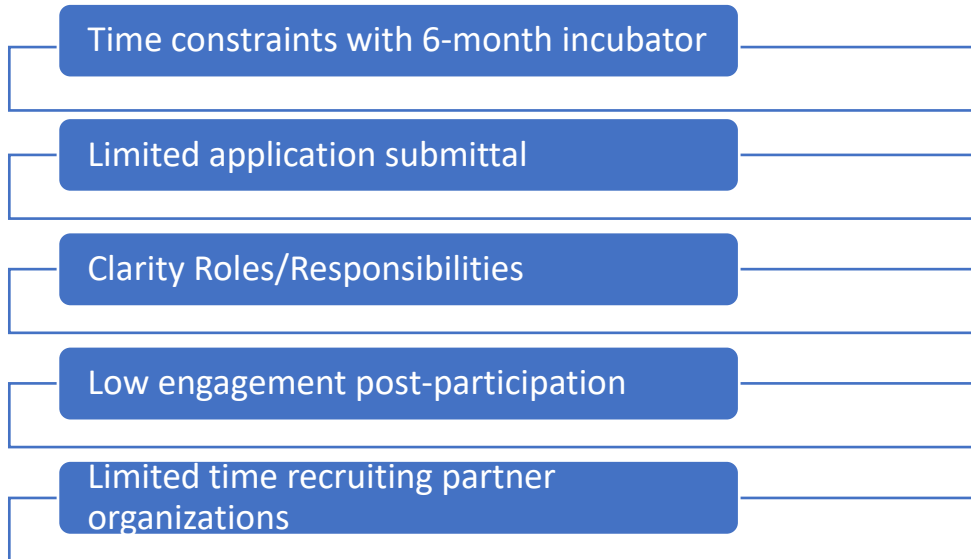 Time constraints with 6-month incubator
Limited application submittal
Clarity Roles/Responsibilities
Low engagement post-participation
Limited time recruiting partner
organizations